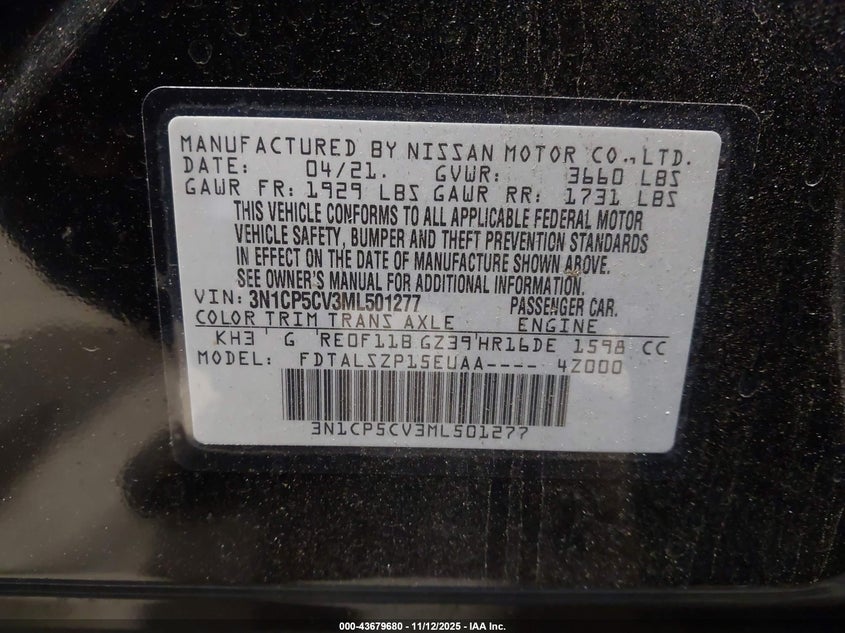 MANUFACTURED BY NISSAN MOTOR CO., LTD.
DATE: 04/21. GVWR: 3660 LBS
GAWR FR: 1929 LBS GAWR RR: 1731 LBS
THIS VEHICLE CONFORMS TO ALL APPLICABLE FEDERAL MOTOR
VEHICLE SAFETY, BUMPER AND THEFT PREVENTION STANDARDS
IN EFFECT ON THE DATE OF MANUFACTURE SHOWN ABOVE.
SEE OWNER'S MANUAL FOR ADDITIONAL INFORMATION.
VIN: 3N1CP5CV3ML501277 PASSENGER CAR.
COLOR TRIM TRANS AXLE ENGINE
KH3 G RE0F11B GZ39 HR16DE 1598 CC
MODEL: FDTALSZP15EUAA---- 4Z000
3N1CP5CV3ML501277
000-43679680 - 11/12/2025 - IAA Inc.